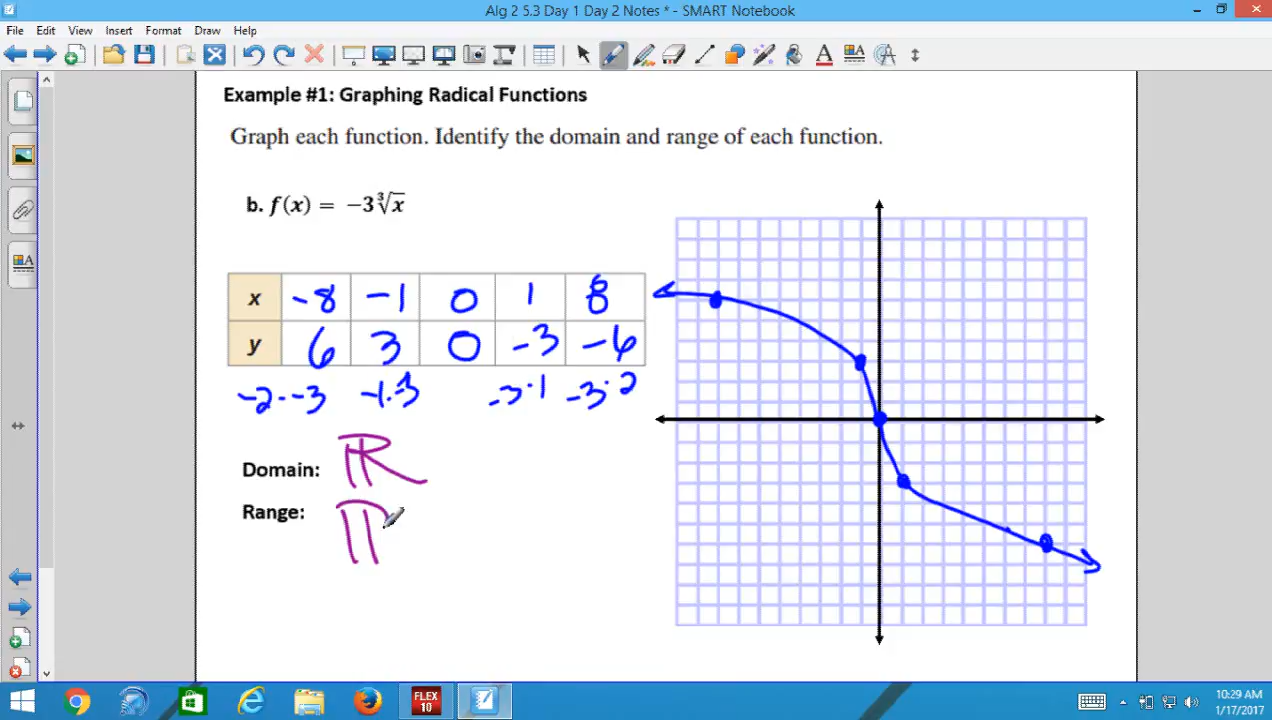 Alg 2 5.3 Day 1 Day 2 Notes * - SMART Notebook
File Edit View Insert Format Draw Help
Example #1: Graphing Radical Functions
Graph each function. Identify the domain and range of each function.
b. f(x) = −3∛x
x -8 -1 0 1 8
y 6 3 0 -3 -6
-2·-3 -1·-3 -3·1 -3·2
Domain: ℝ
Range:
FLEX 10
10:29 AM
1/17/2017